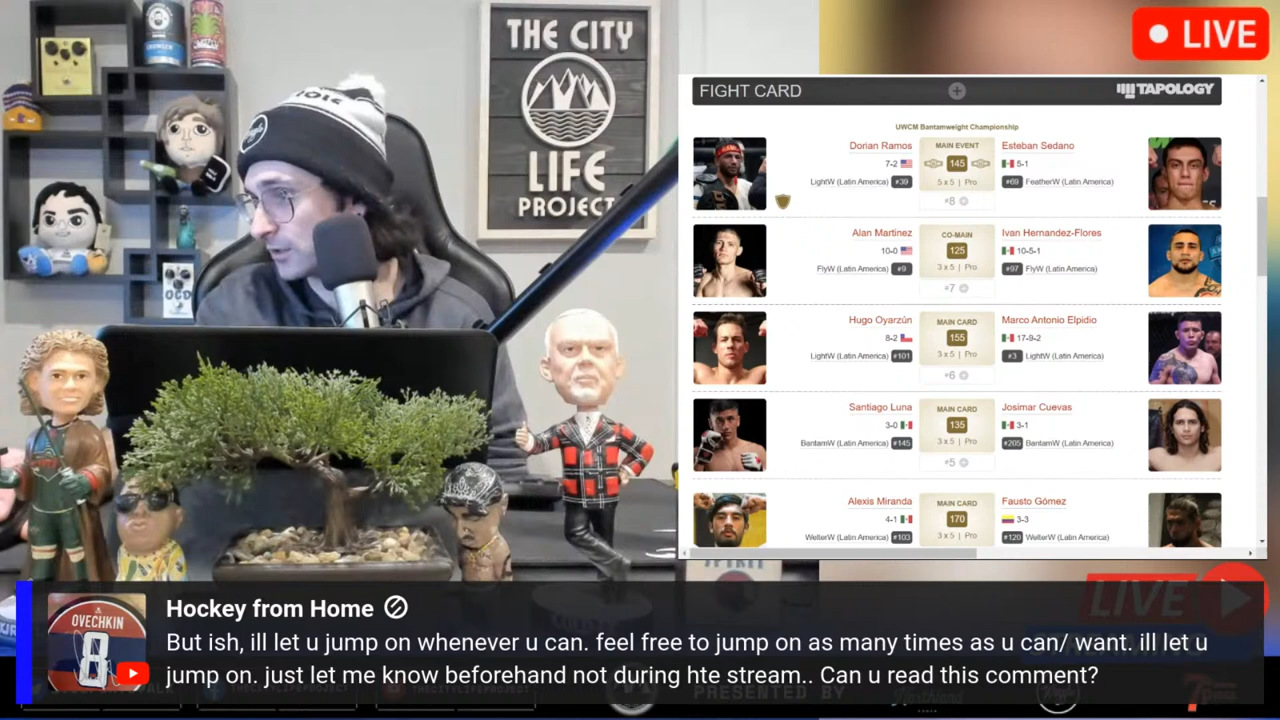 THE CITY
LIFE
PROJECT
OCD
LIVE
FIGHT CARD
TAPOLOGY
UWCM Bantamweight Championship
Dorian Ramos
MAIN EVENT
Esteban Sedano
7-2
145
5-1
LightW (Latin America) #39
5 x 5 | Pro
#69 FeatherW (Latin America)
#8
Alan Martinez
CO-MAIN
Ivan Hernandez-Flores
10-0
125
10-5-1
FlyW (Latin America) #9
3 x 5 | Pro
#97 FlyW (Latin America)
#7
Hugo Oyarzún
MAIN CARD
Marco Antonio Elpidio
8-2
155
17-9-2
LightW (Latin America) #101
3 x 5 | Pro
#3 LightW (Latin America)
#6
Santiago Luna
MAIN CARD
Josimar Cuevas
3-0
135
3-1
BantamW (Latin America) #145
3 x 5 | Pro
#205 BantamW (Latin America)
#5
Alexis Miranda
MAIN CARD
Fausto Gómez
4-1
170
3-3
WelterW (Latin America) #103
3 x 5 | Pro
#120 WelterW (Latin America)
LIVE
OVECHKIN
8
Hockey from Home
But ish, ill let u jump on whenever u can. feel free to jump on as many times as u can/ want. ill let u
jump on. just let me know beforehand not during hte stream.. Can u read this comment?
PRESENTED BY